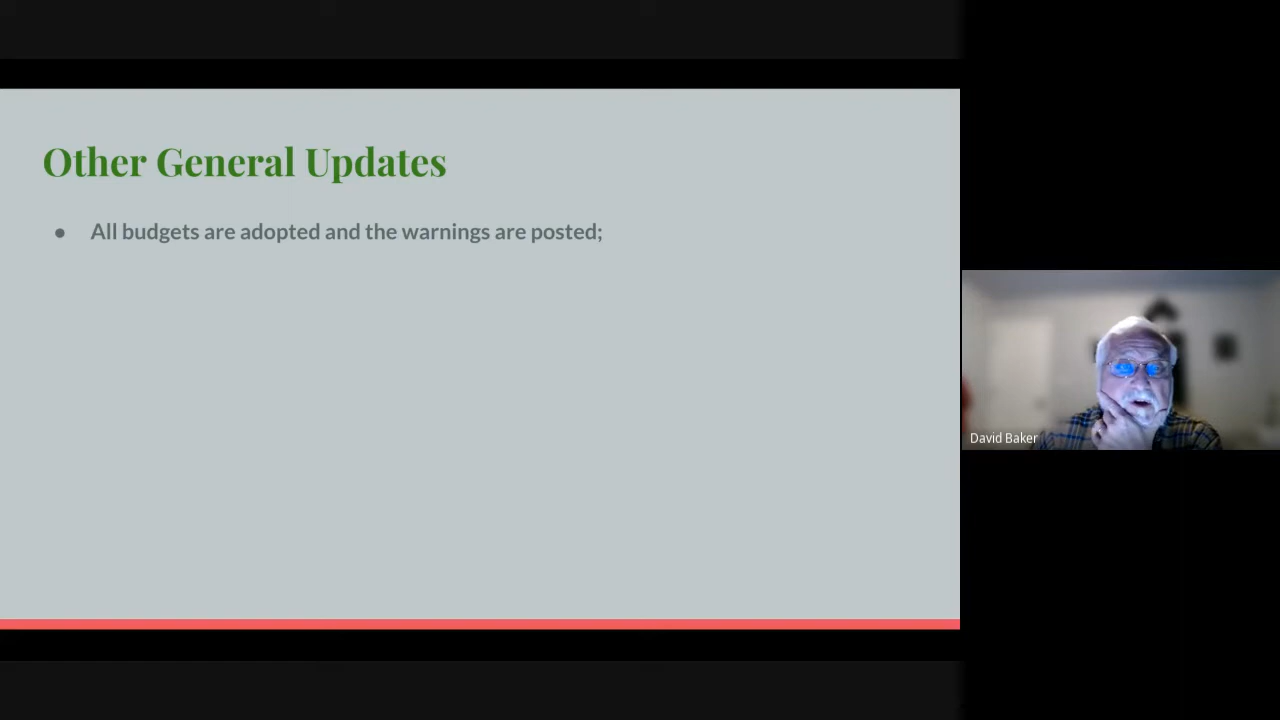 Other General Updates
● All budgets are adopted and the warnings are posted;
David Baker